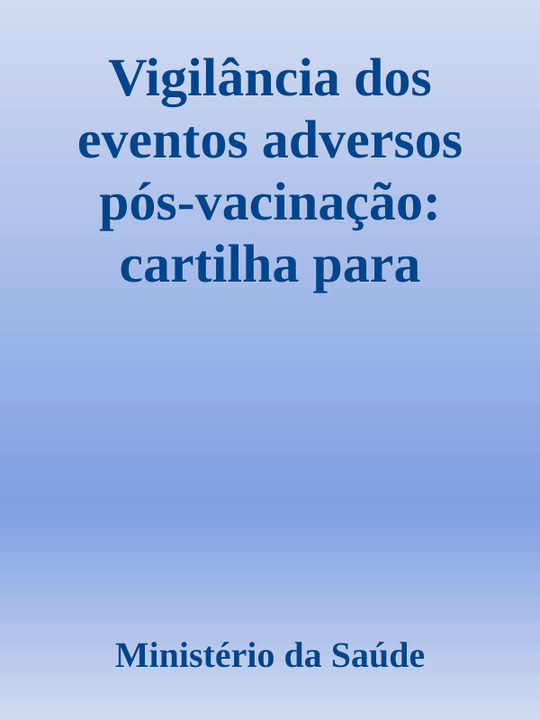 Vigilância dos
eventos adversos
pós-vacinação:
cartilha para
Ministério da Saúde